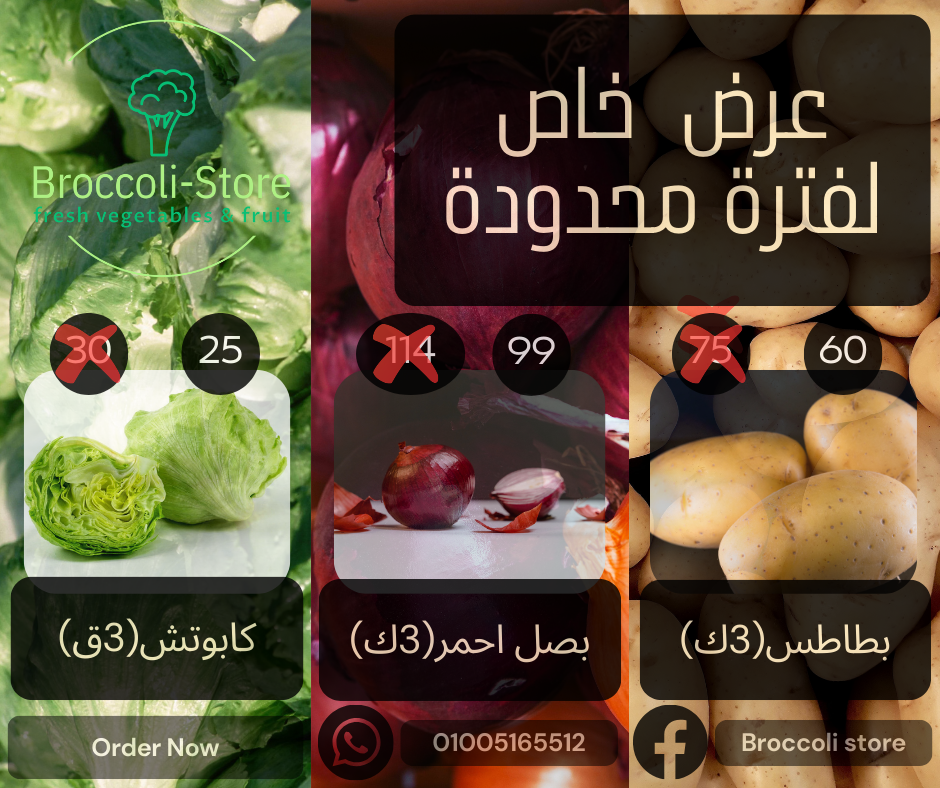 Broccoli-Store
fresh vegetables & fruit
عرض خاص
لفترة محدودة
30
25
114
99
75
60
كابوتش(3ق)
بصل احمر(3ك)
بطاطس(3ك)
Order Now
01005165512
Broccoli store